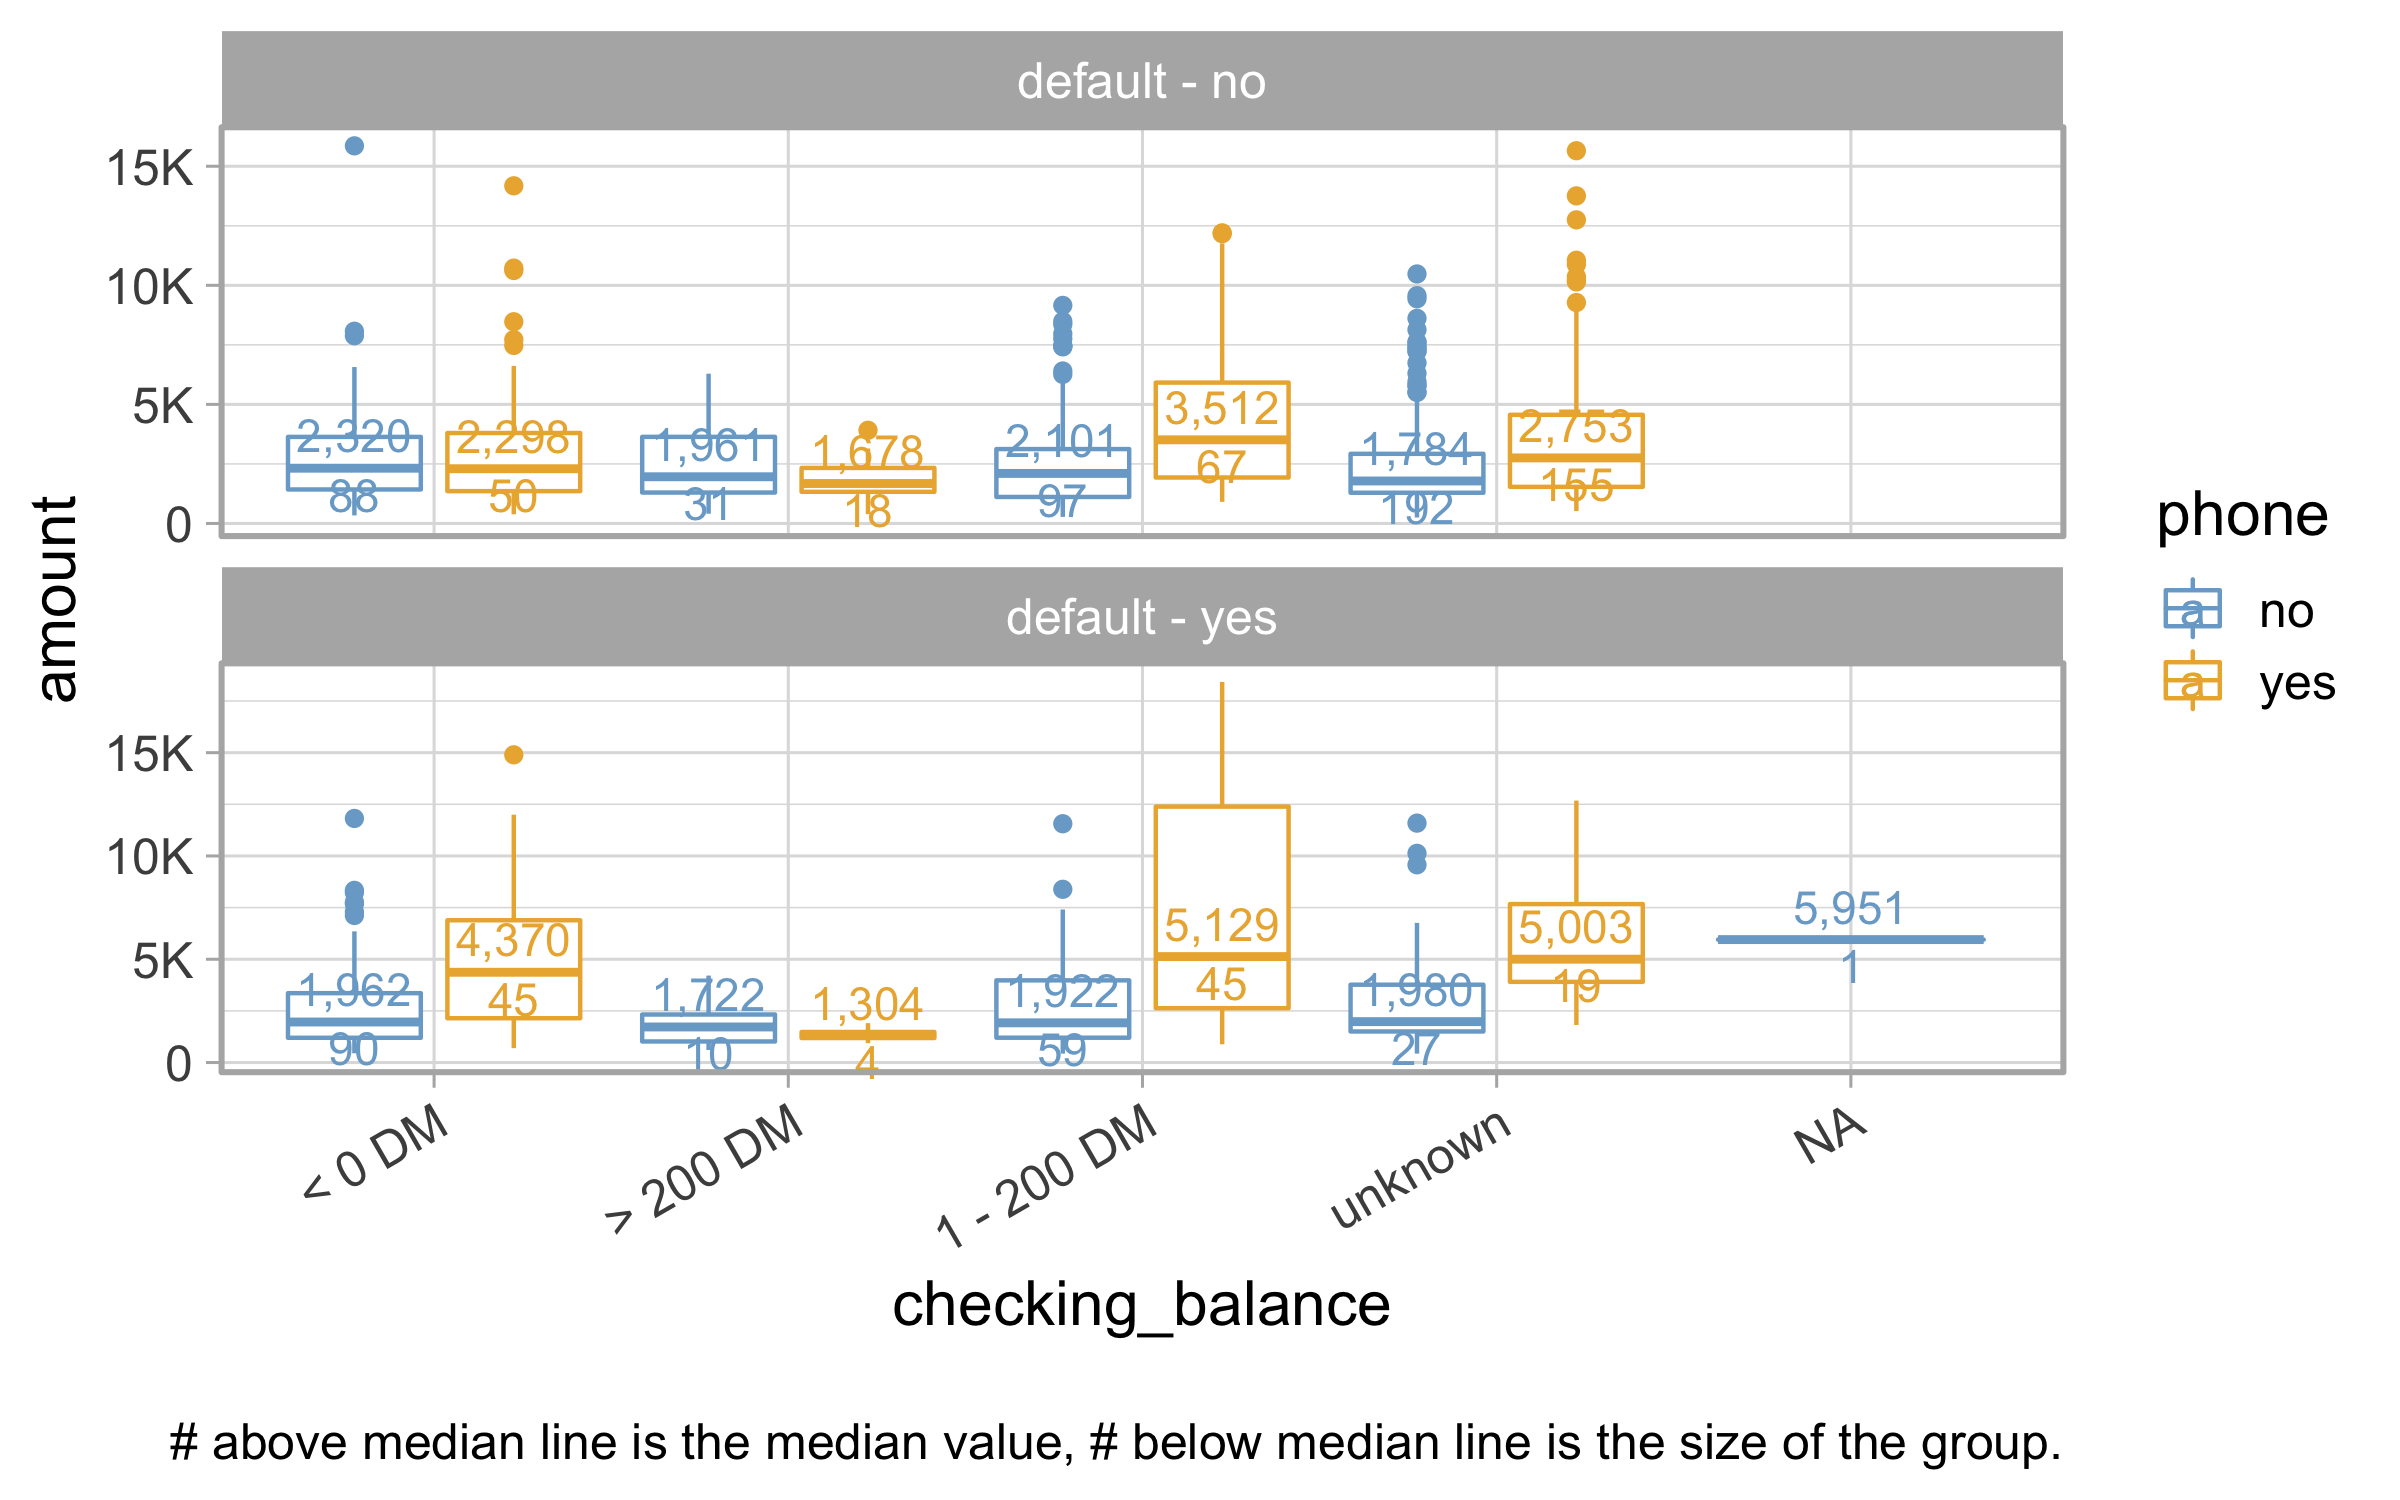 default - no
15K
10K
5K
0
2,320 2,298 1,961 1,678 2,101 3,512 1,784 2,753
88 50 31 18 97 67 192 155
default - yes
15K
10K
5K
0
1,962 4,370 1,722 1,304 1,922 5,129 1,980 5,003 5,951
90 45 10 4 59 45 27 19 1
amount
< 0 DM
> 200 DM
1 - 200 DM
unknown
NA
checking_balance
phone
a no
a yes
# above median line is the median value, # below median line is the size of the group.